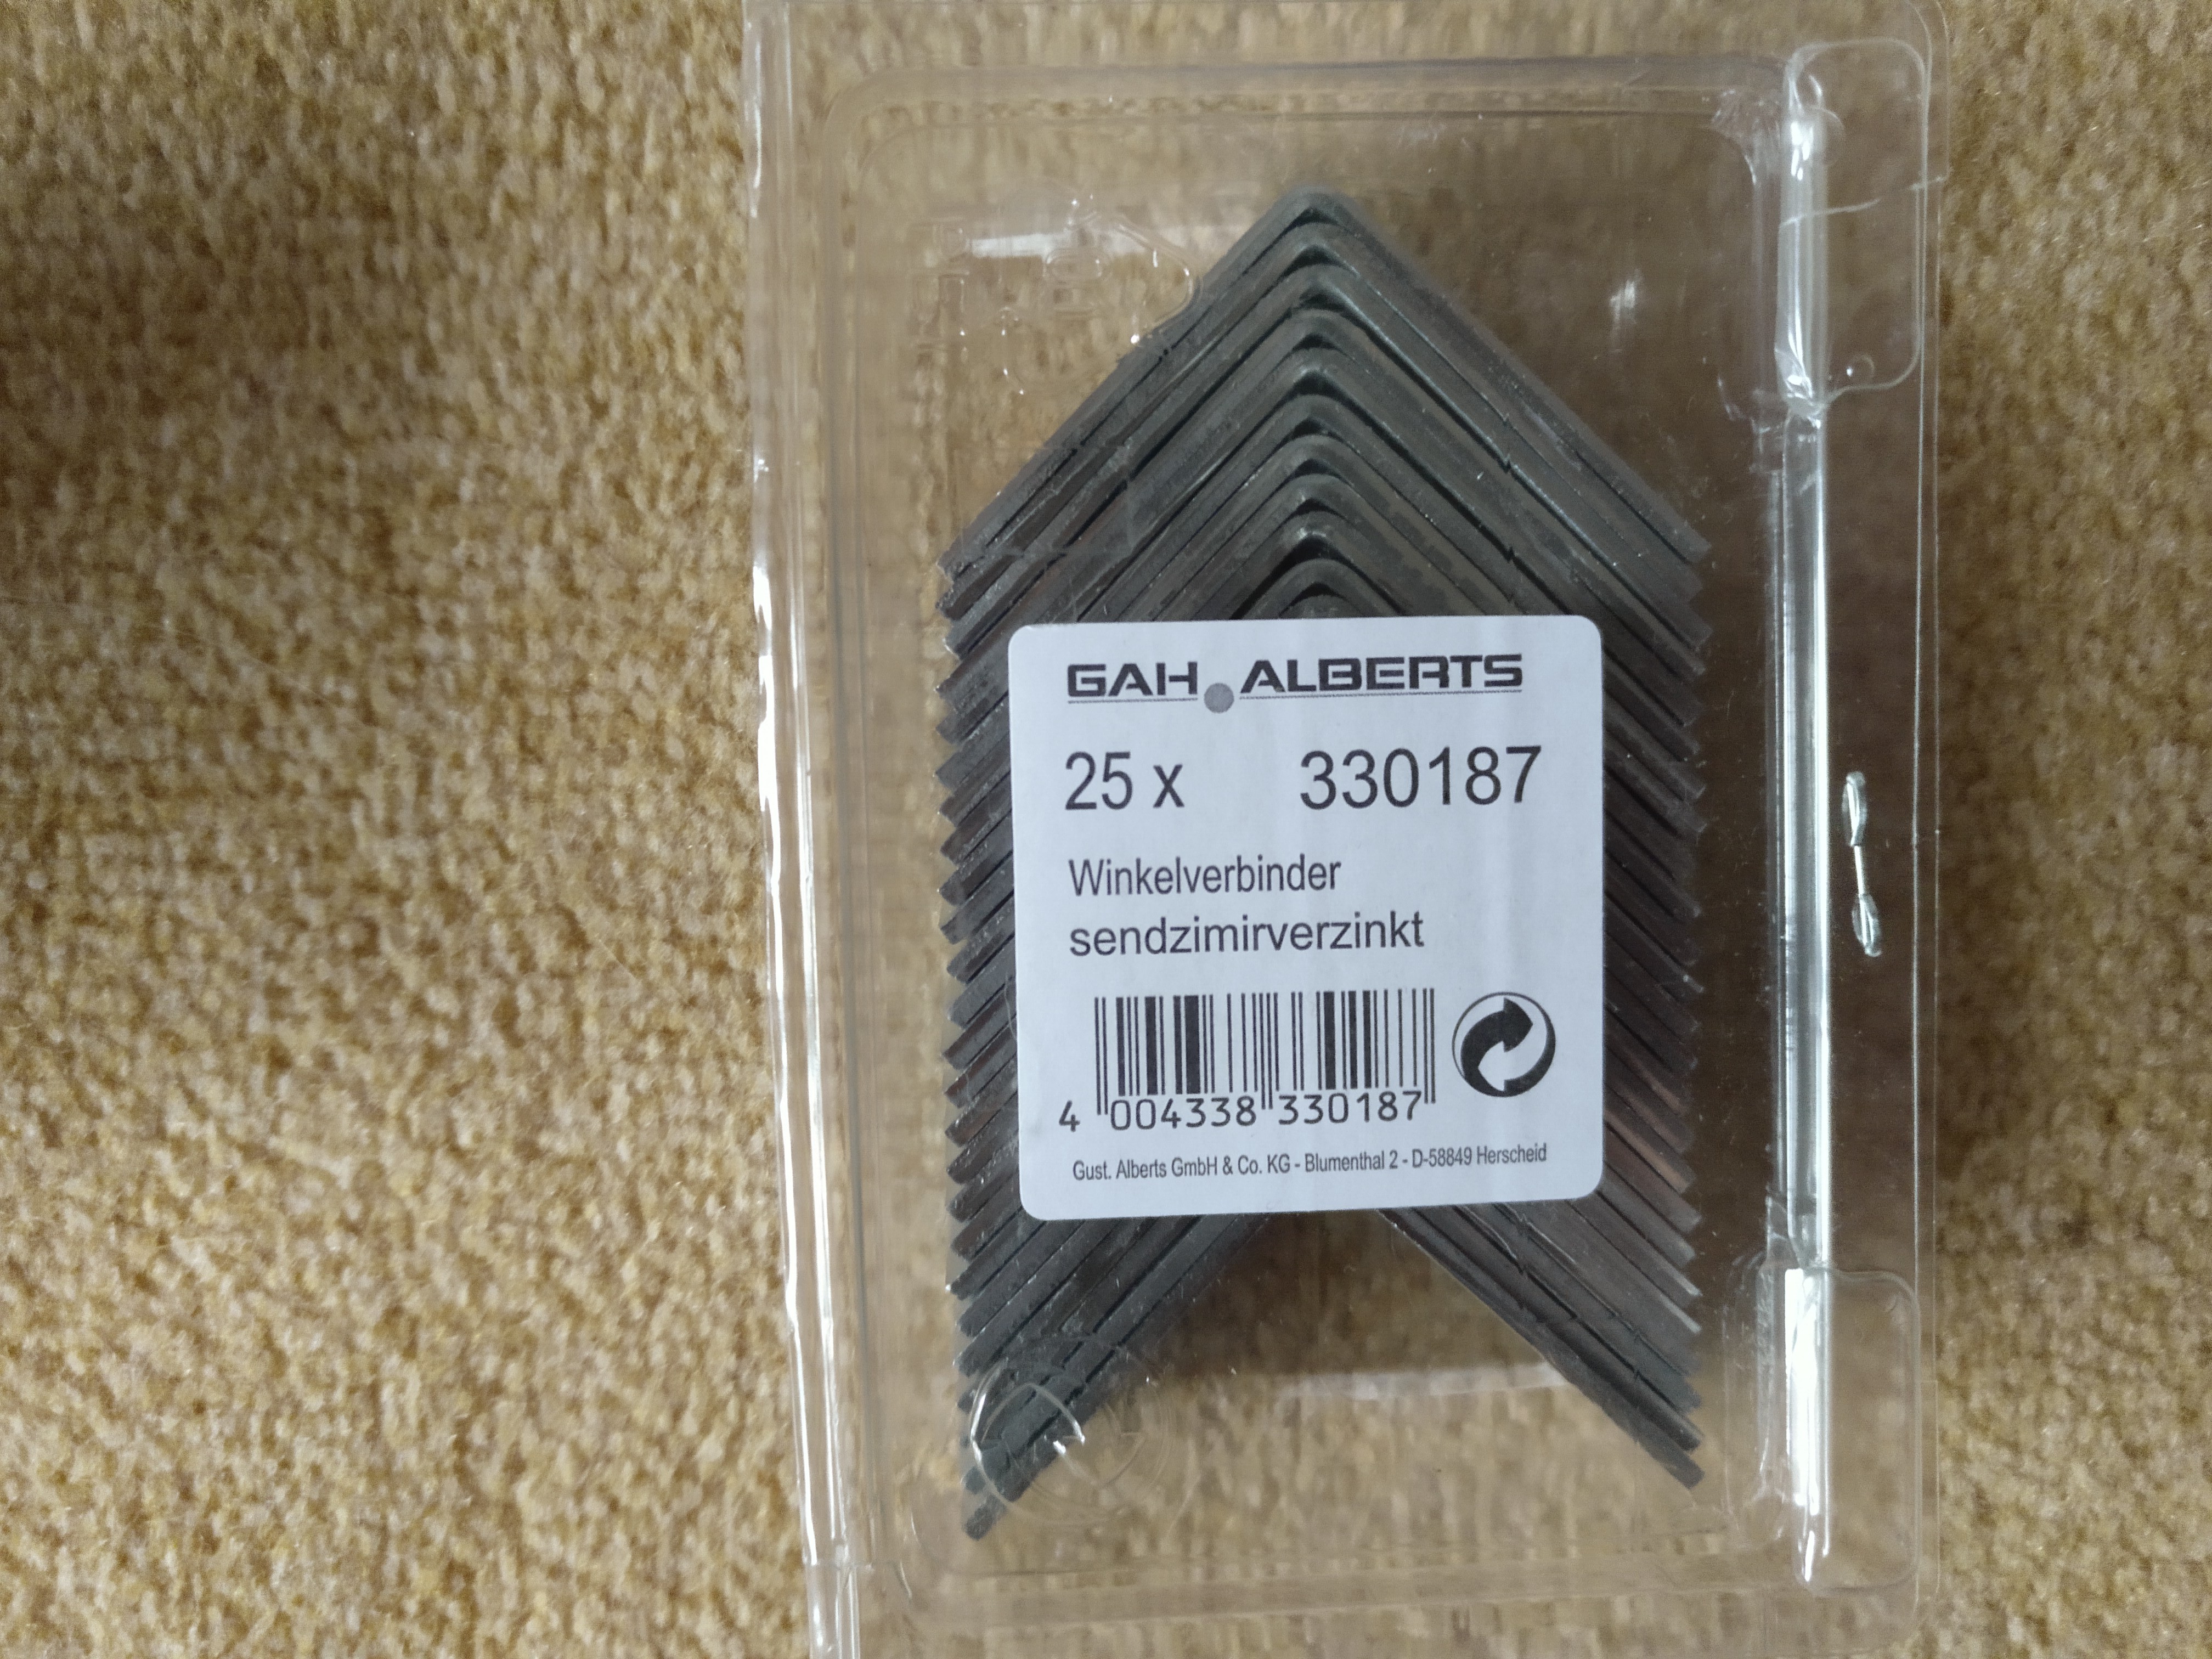 GAH ALBERTS
25 x 330187
Winkelverbinder
sendzimirverzinkt
4 004338 330187
Gust. Alberts GmbH & Co. KG - Blumenthal 2 - D-58849 Herscheid